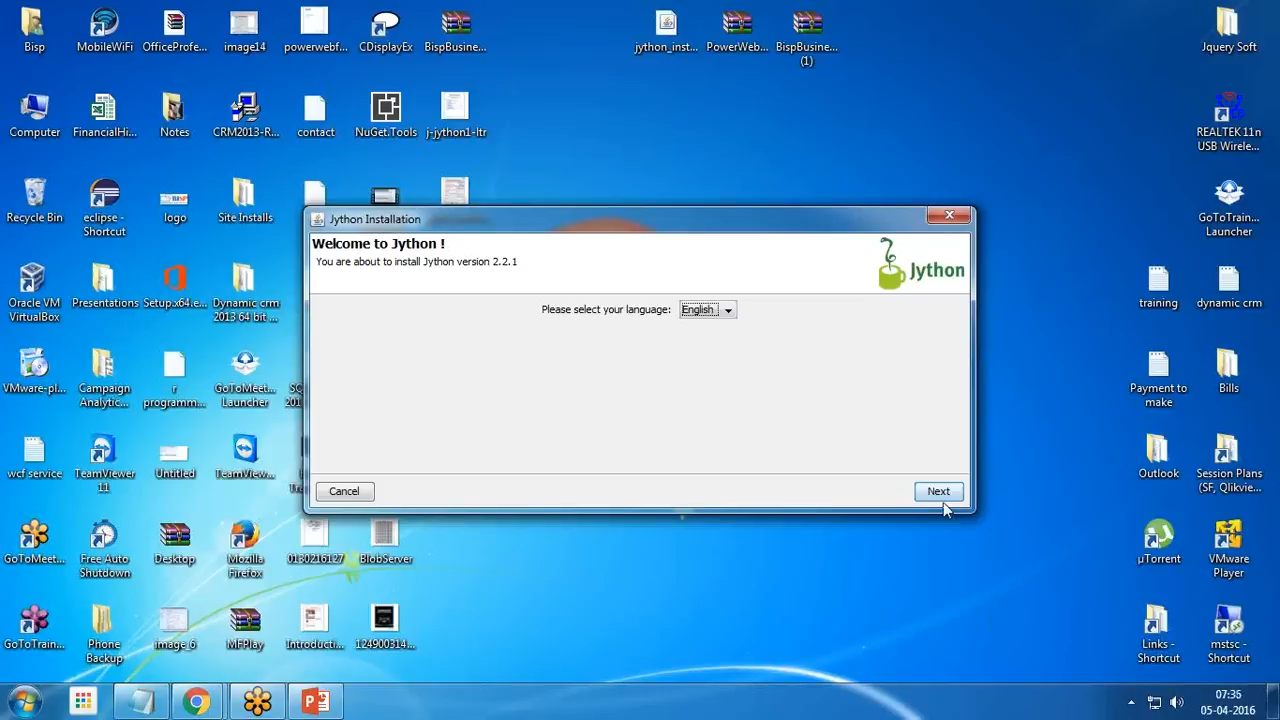 Bisp
MobileWiFi
OfficeProfe...
image14
powerwebf...
CDisplayEx
BispBusine...
jython_inst...
PowerWeb...
BispBusine...
(1)
Jquery Soft
Computer
FinancialHi...
Notes
CRM2013-R...
contact
NuGet.Tools
j-jython1-ltr
REALTEK 11n
USB Wirele...
Recycle Bin
eclipse -
Shortcut
logo
Site Installs
GoToTrain...
Launcher
Jython Installation
Welcome to Jython !
You are about to install Jython version 2.2.1
Jython
Please select your language:
English
Cancel
Next
Oracle VM
VirtualBox
Presentations
Setup.x64.e...
Dynamic crm
2013 64 bit ...
training
dynamic crm
VMware-pl...
Campaign
Analytic...
r
programm...
GoToMeet...
Launcher
Payment to
make
Bills
wcf service
TeamViewer
11
Untitled
TeamView...
Outlook
Session Plans
(SF, Qlikvie...
GoToMeet...
Free Auto
Shutdown
Desktop
Mozilla
Firefox
0130216127
BlobServer
µTorrent
VMware
Player
GoToTrain...
Phone
Backup
image_6
MFPlay
Introducti...
124900314...
Links -
Shortcut
mstsc -
Shortcut
07:36
05-04-2016